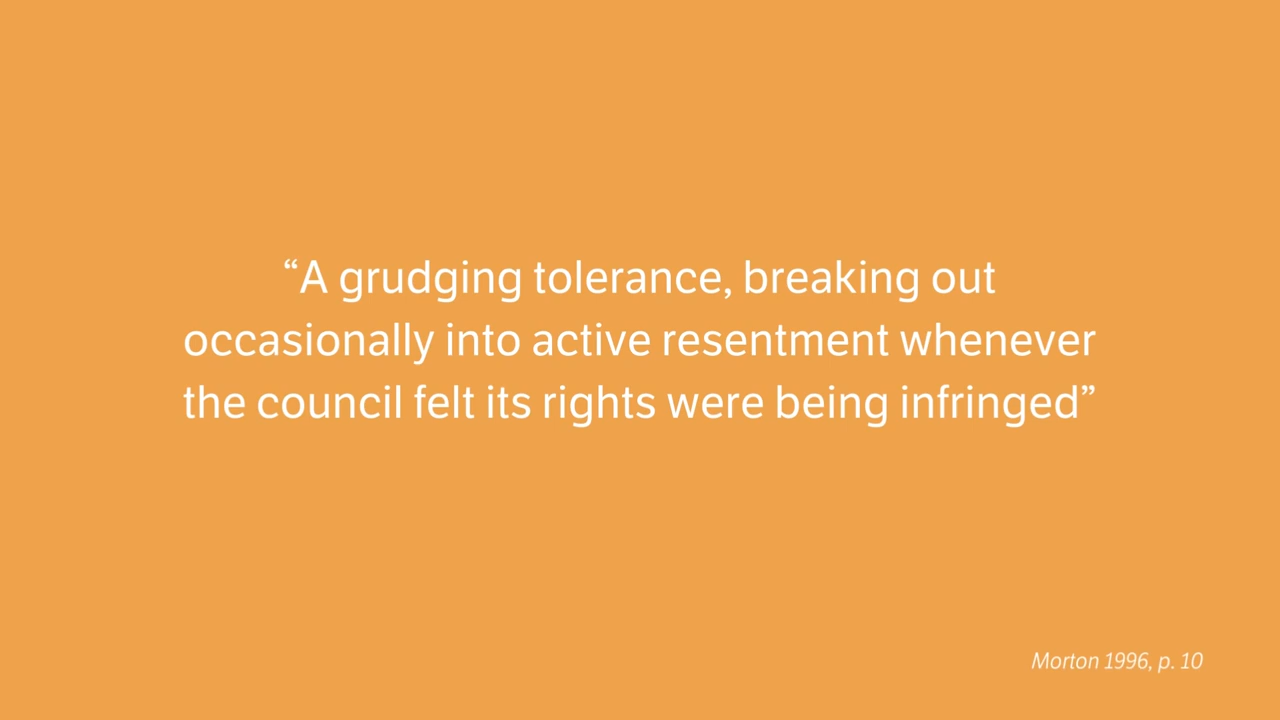 “A grudging tolerance, breaking out
occasionally into active resentment whenever
the council felt its rights were being infringed”
Morton 1996, p. 10